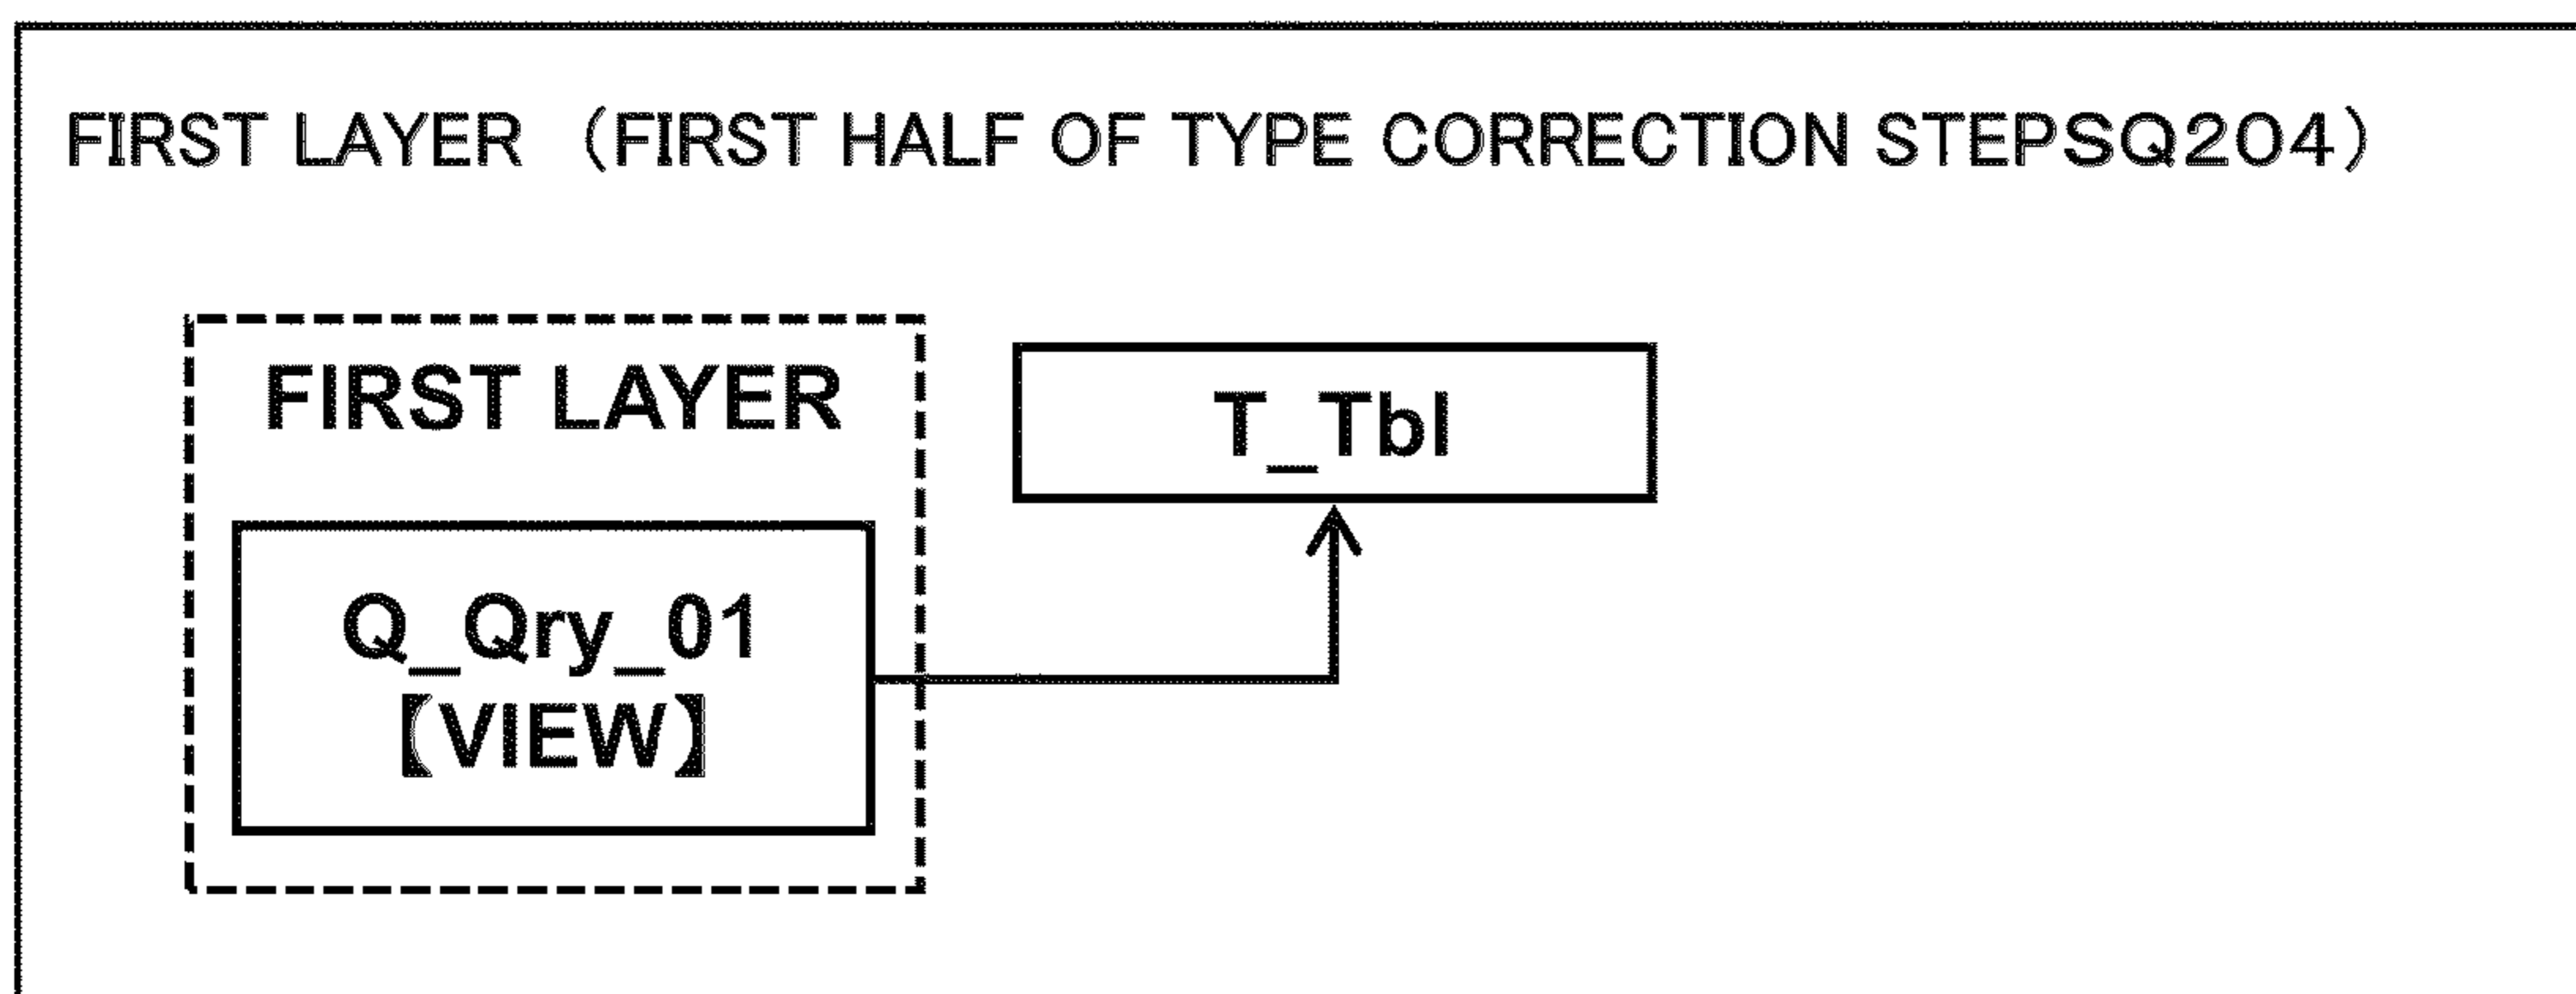 FIRST LAYER （FIRST HALF OF TYPE CORRECTION STEPSQ204）
FIRST LAYER
T_Tbl
Q_Qry_01
【VIEW】